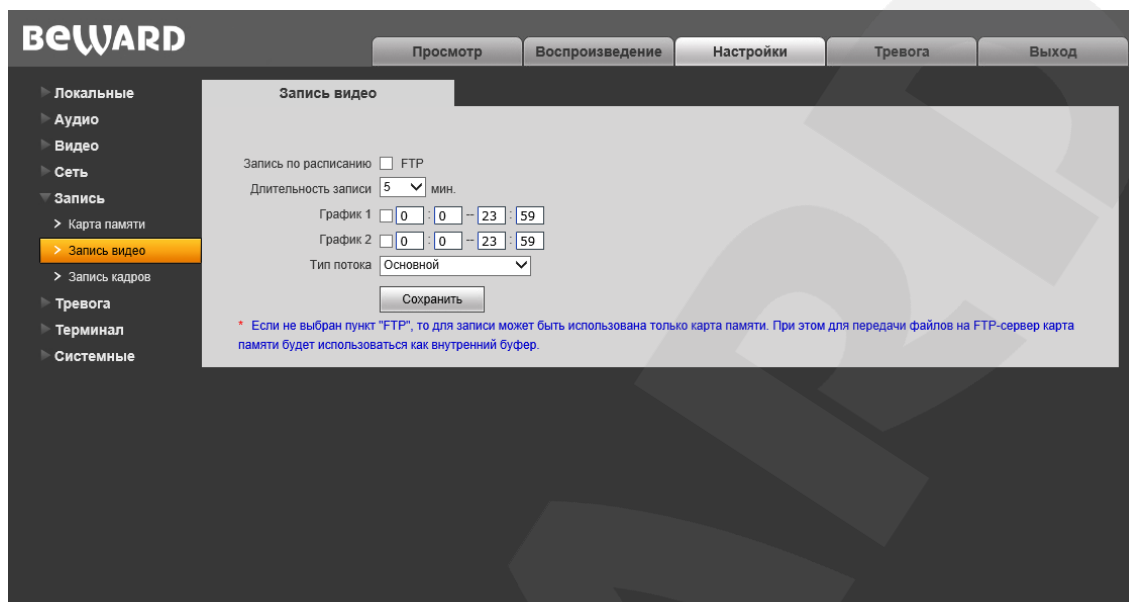 BEWARD
Просмотр Воспроизведение Настройки Тревога Выход
Локальные
Аудио
Видео
Сеть
Запись
> Карта памяти
> Запись видео
> Запись кадров
Тревога
Терминал
Системные
Запись видео
Запись по расписанию FTP
Длительность записи 5 мин.
График 1 0 : 0 -- 23 : 59
График 2 0 : 0 -- 23 : 59
Тип потока Основной
Сохранить
* Если не выбран пункт "FTP", то для записи может быть использована только карта памяти. При этом для передачи файлов на FTP-сервер карта
памяти будет использоваться как внутренний буфер.